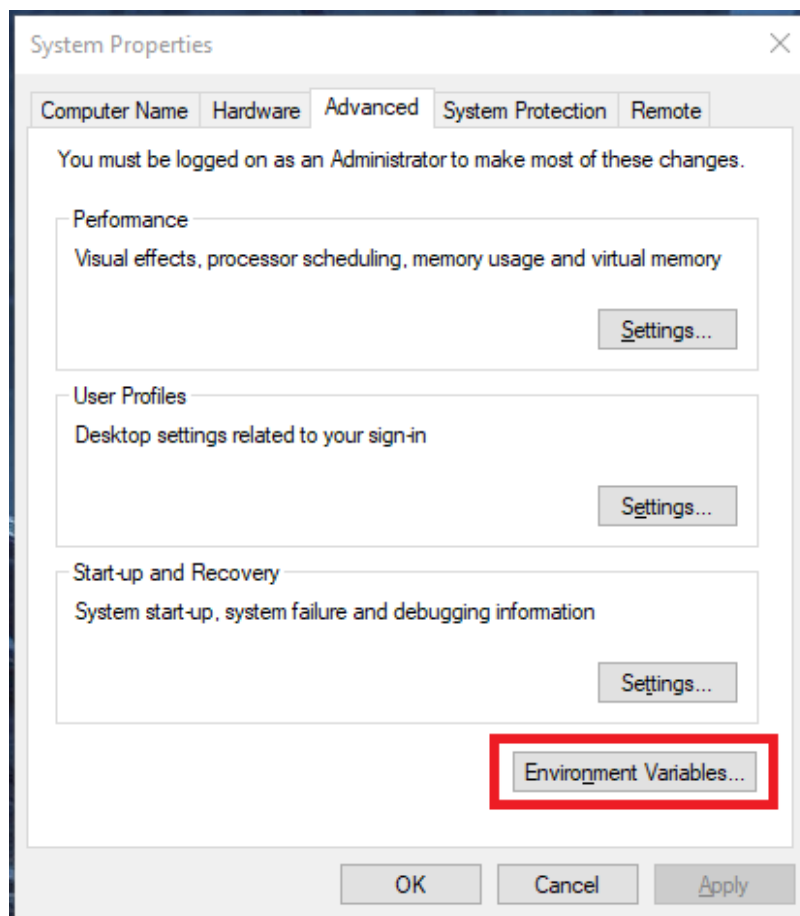 System Properties
Computer Name Hardware Advanced System Protection Remote
You must be logged on as an Administrator to make most of these changes.
Performance
Visual effects, processor scheduling, memory usage and virtual memory
Settings...
User Profiles
Desktop settings related to your sign-in
Settings...
Start-up and Recovery
System start-up, system failure and debugging information
Settings...
Environment Variables...
OK Cancel Apply